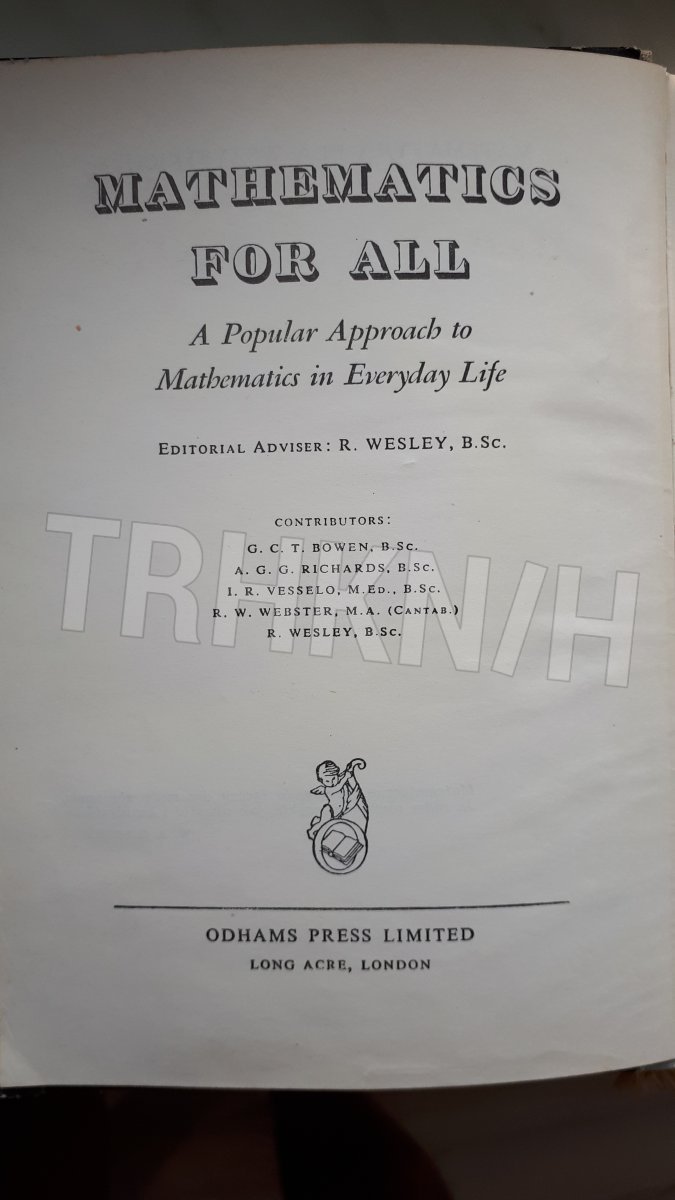 MATHEMATICS
FOR ALL
A Popular Approach to
Mathematics in Everyday Life
EDITORIAL ADVISER: R. WESLEY, B.Sc.
CONTRIBUTORS:
G. C. T. BOWEN, B.Sc.
A. G. G. RICHARDS, B.Sc.
I. R. VESSELO, M.ED., B.Sc.
R. W. WEBSTER, M.A. (CANTAB.)
R. WESLEY, B.Sc.
TRHKN/H
ODHAMS PRESS LIMITED
LONG ACRE, LONDON